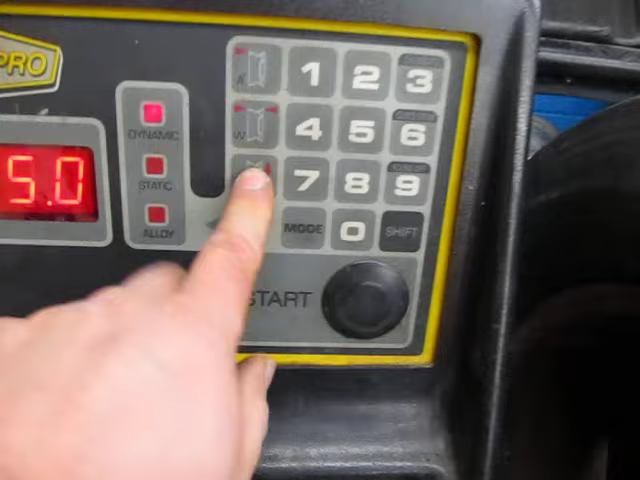 PRO
5.0
DYNAMIC
STATIC
ALLOY
1 2 3
W 4 5 6
7 8 9
MODE 0 SHIFT
START